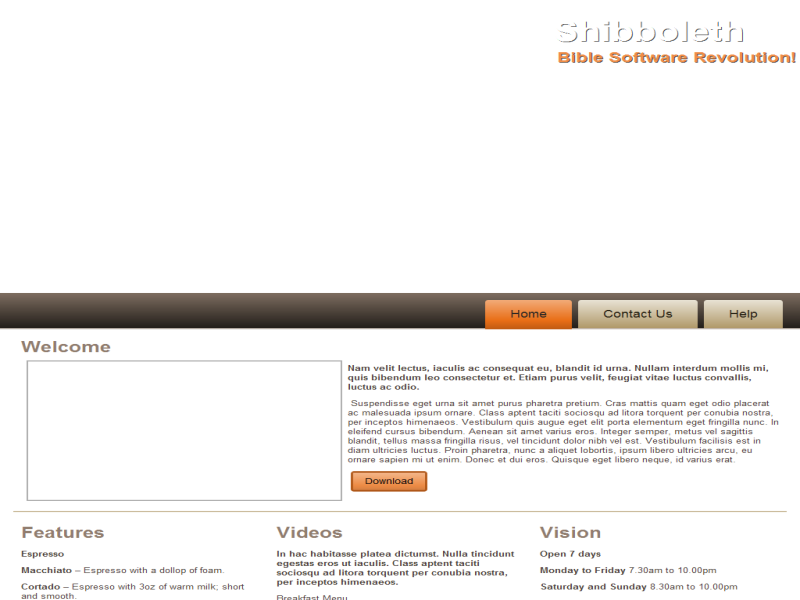 Shibboleth
Bible Software Revolution!
Home
Contact Us
Help
Welcome
Nam velit lectus, iaculis ac consequat eu, blandit id urna. Nullam interdum mollis mi,
quis bibendum leo consectetur et. Etiam purus velit, feugiat vitae luctus convallis,
luctus ac odio.
Suspendisse eget urna sit amet purus pharetra pretium. Cras mattis quam eget odio placerat
ac malesuada ipsum ornare. Class aptent taciti sociosqu ad litora torquent per conubia nostra,
per inceptos himenaeos. Vestibulum quis augue eget elit porta elementum eget fringilla nunc. In
eleifend cursus bibendum. Aenean sit amet varius eros. Integer semper, metus vel sagittis
blandit, tellus massa fringilla risus, vel tincidunt dolor nibh vel est. Vestibulum facilisis est in
diam ultricies luctus. Proin pharetra, nunc a aliquet lobortis, ipsum libero ultricies arcu, eu
ornare sapien mi ut enim. Donec et dui eros. Quisque eget libero neque, id varius erat.
Download
Features
Espresso
Macchiato – Espresso with a dollop of foam.
Cortado – Espresso with 3oz of warm milk; short
and smooth.
Videos
In hac habitasse platea dictumst. Nulla tincidunt
egestas eros ut iaculis. Class aptent taciti
sociosqu ad litora torquent per conubia nostra,
per inceptos himenaeos.
Breakfast Menu
Vision
Open 7 days
Monday to Friday 7.30am to 10.00pm
Saturday and Sunday 8.30am to 10.00pm